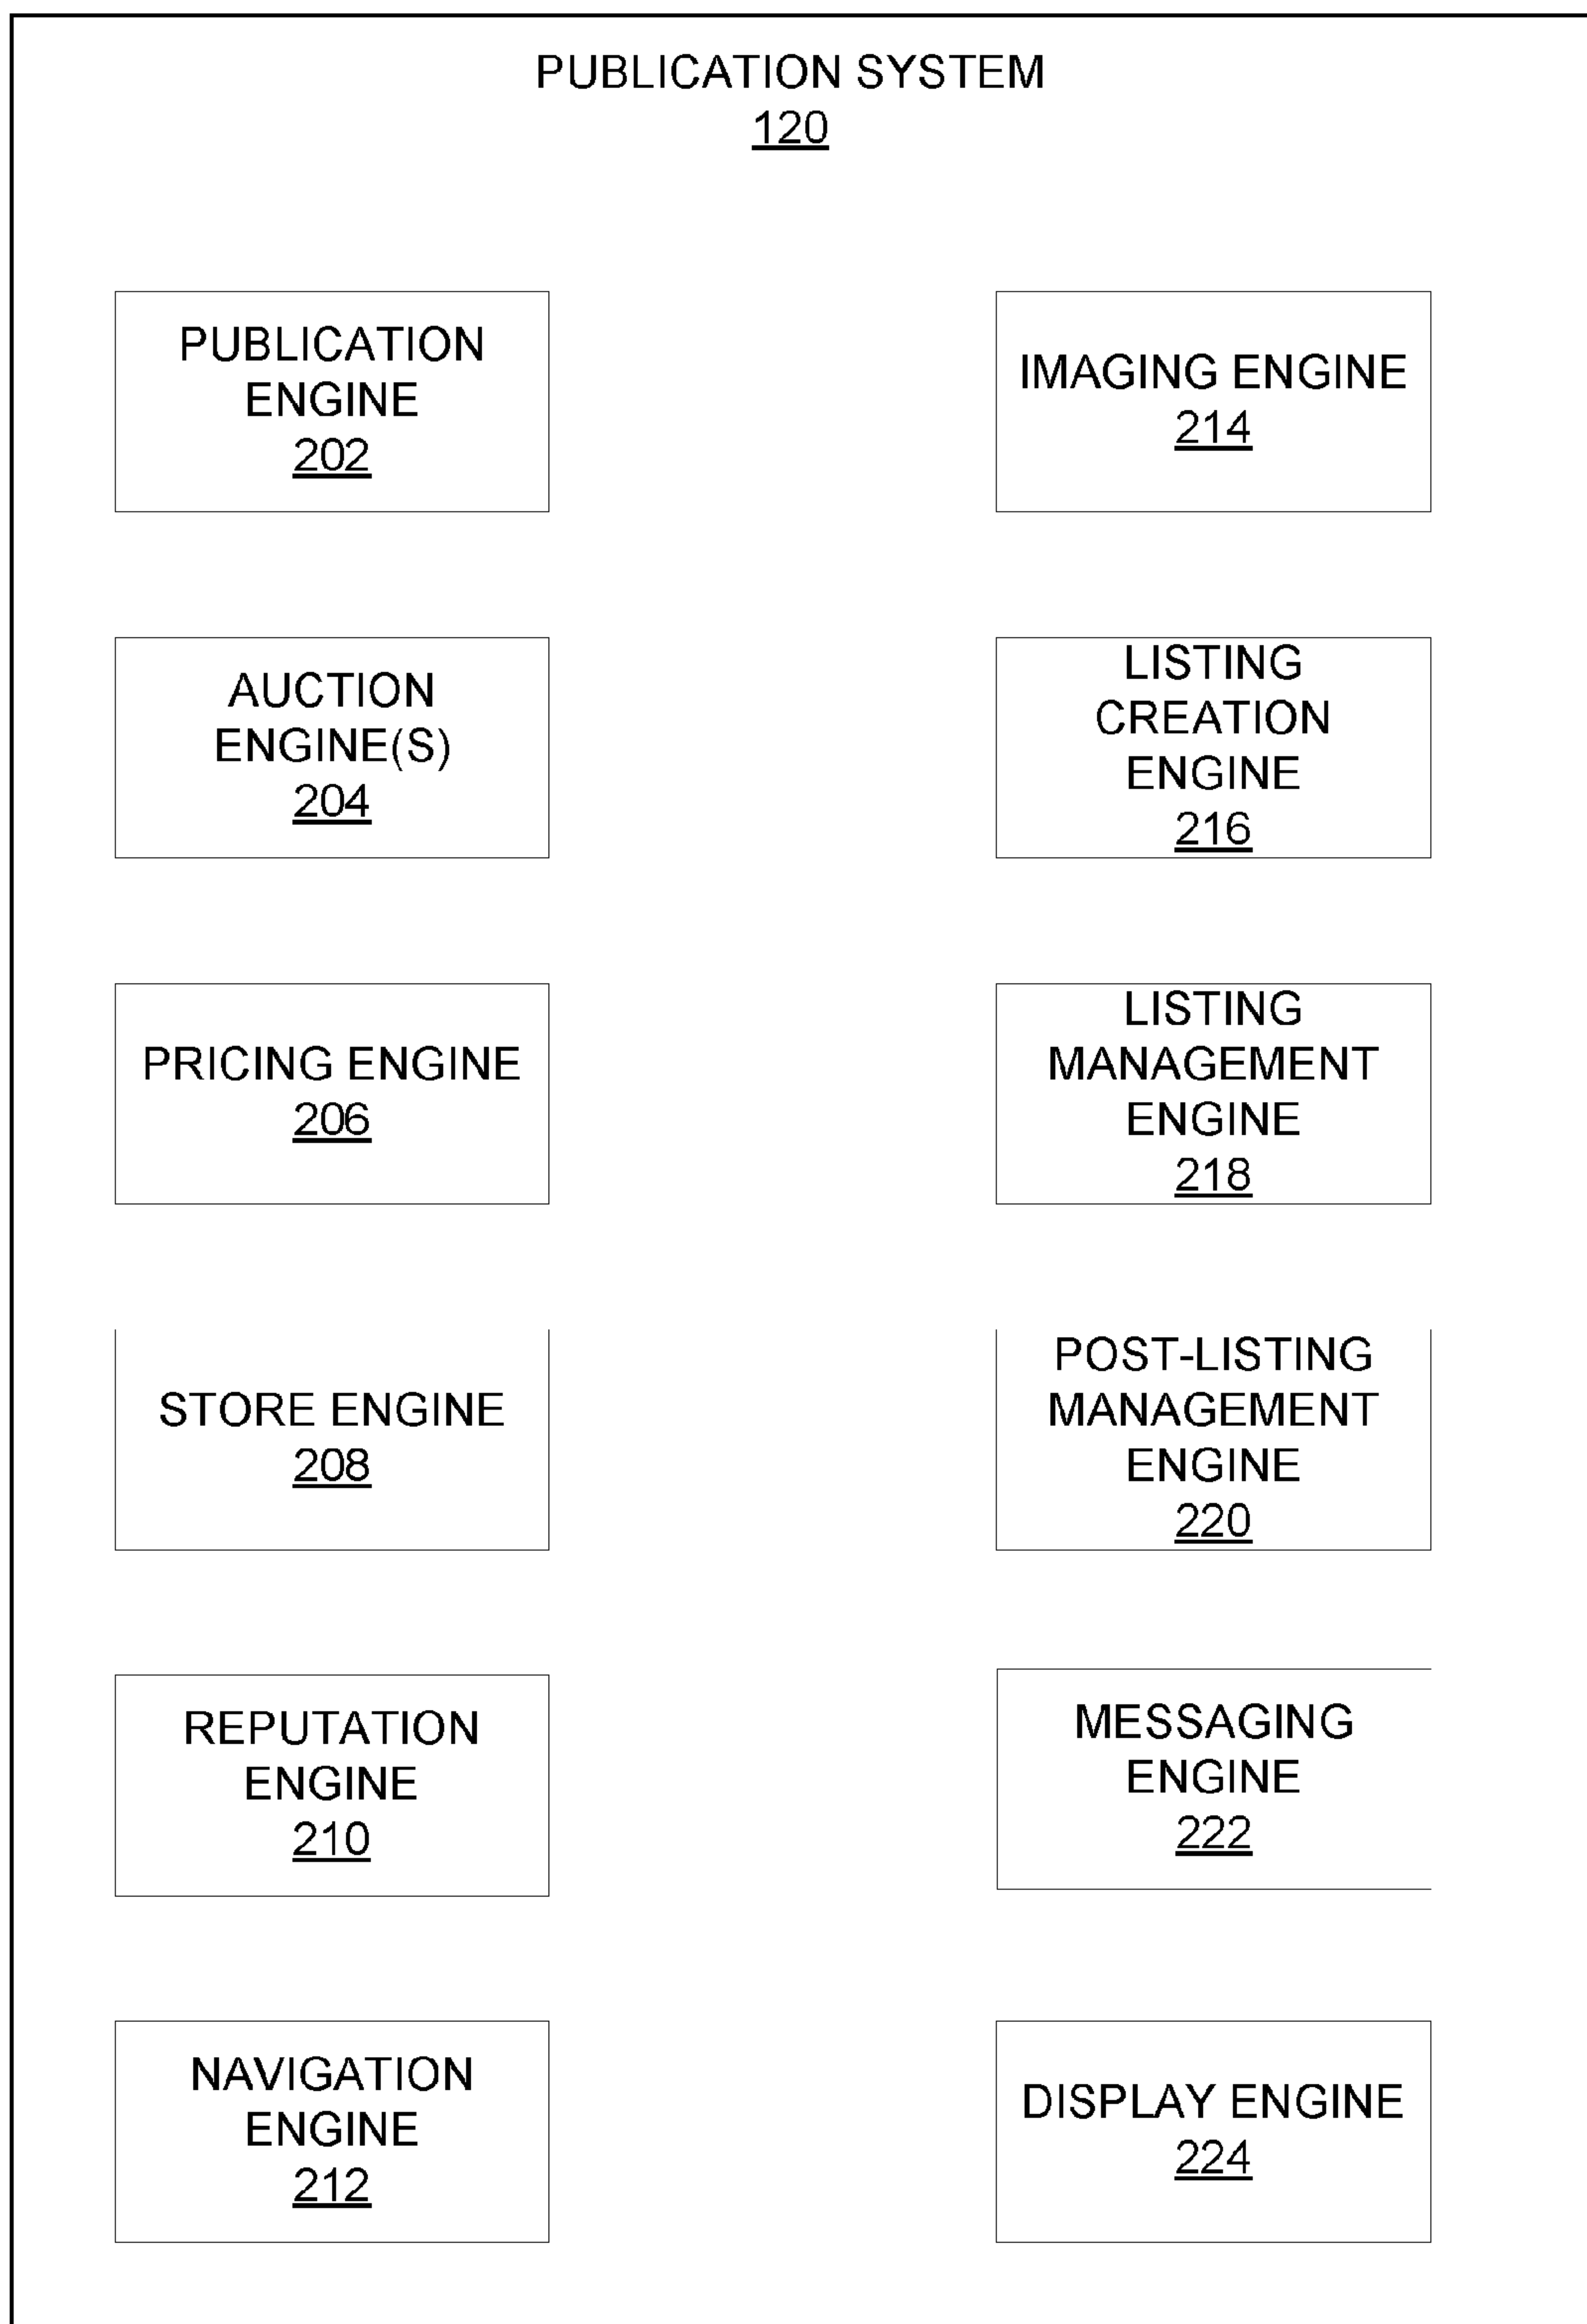 PUBLICATION SYSTEM
120
PUBLICATION
ENGINE
202
IMAGING ENGINE
214
AUCTION
ENGINE(S)
204
LISTING
CREATION
ENGINE
216
PRICING ENGINE
206
LISTING
MANAGEMENT
ENGINE
218
STORE ENGINE
208
POST-LISTING
MANAGEMENT
ENGINE
220
REPUTATION
ENGINE
210
MESSAGING
ENGINE
222
NAVIGATION
ENGINE
212
DISPLAY ENGINE
224